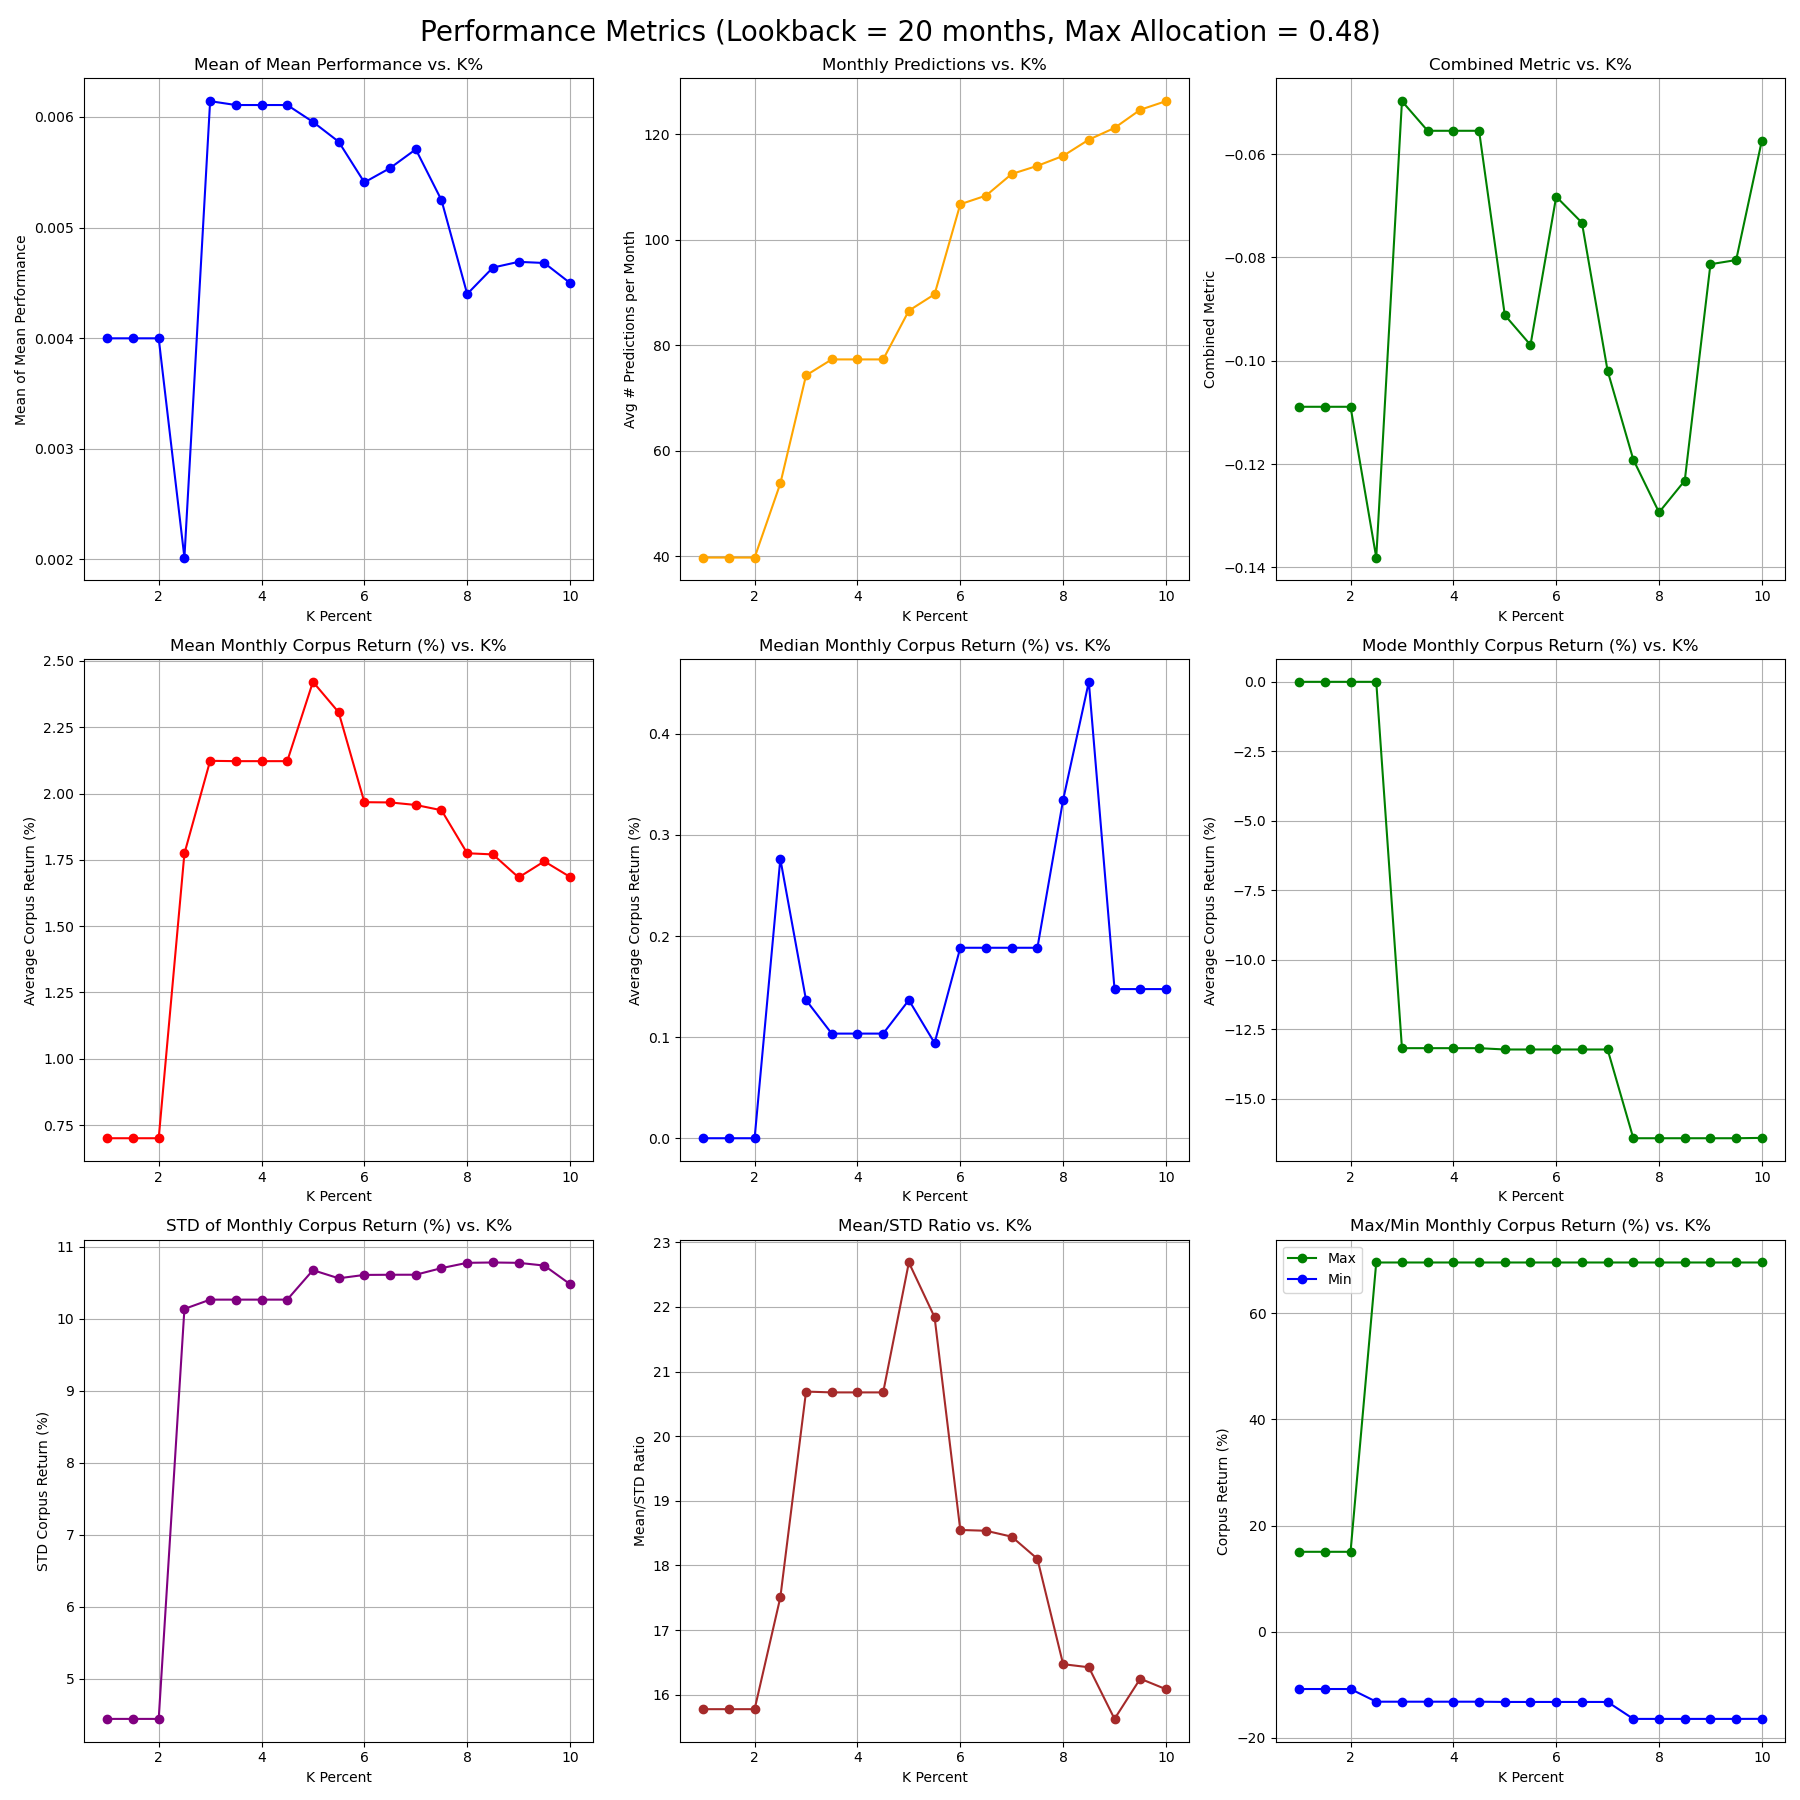 Performance Metrics (Lookback = 20 months, Max Allocation = 0.48)
Mean of Mean Performance vs. K%
Mean of Mean Performance
0.006
0.005
0.004
0.003
0.002
2 4 6 8 10
K Percent
Monthly Predictions vs. K%
Avg # Predictions per Month
120
100
80
60
40
2 4 6 8 10
K Percent
Combined Metric vs. K%
Combined Metric
−0.06
−0.08
−0.10
−0.12
−0.14
2 4 6 8 10
K Percent
Mean Monthly Corpus Return (%) vs. K%
Average Corpus Return (%)
2.50
2.25
2.00
1.75
1.50
1.25
1.00
0.75
2 4 6 8 10
K Percent
Median Monthly Corpus Return (%) vs. K%
Average Corpus Return (%)
0.4
0.3
0.2
0.1
0.0
2 4 6 8 10
K Percent
Mode Monthly Corpus Return (%) vs. K%
Average Corpus Return (%)
0.0
−2.5
−5.0
−7.5
−10.0
−12.5
−15.0
2 4 6 8 10
K Percent
STD of Monthly Corpus Return (%) vs. K%
STD Corpus Return (%)
11
10
9
8
7
6
5
2 4 6 8 10
K Percent
Mean/STD Ratio vs. K%
Mean/STD Ratio
23
22
21
20
19
18
17
16
2 4 6 8 10
K Percent
Max/Min Monthly Corpus Return (%) vs. K%
Max
Min
Corpus Return (%)
60
40
20
0
−20
2 4 6 8 10
K Percent